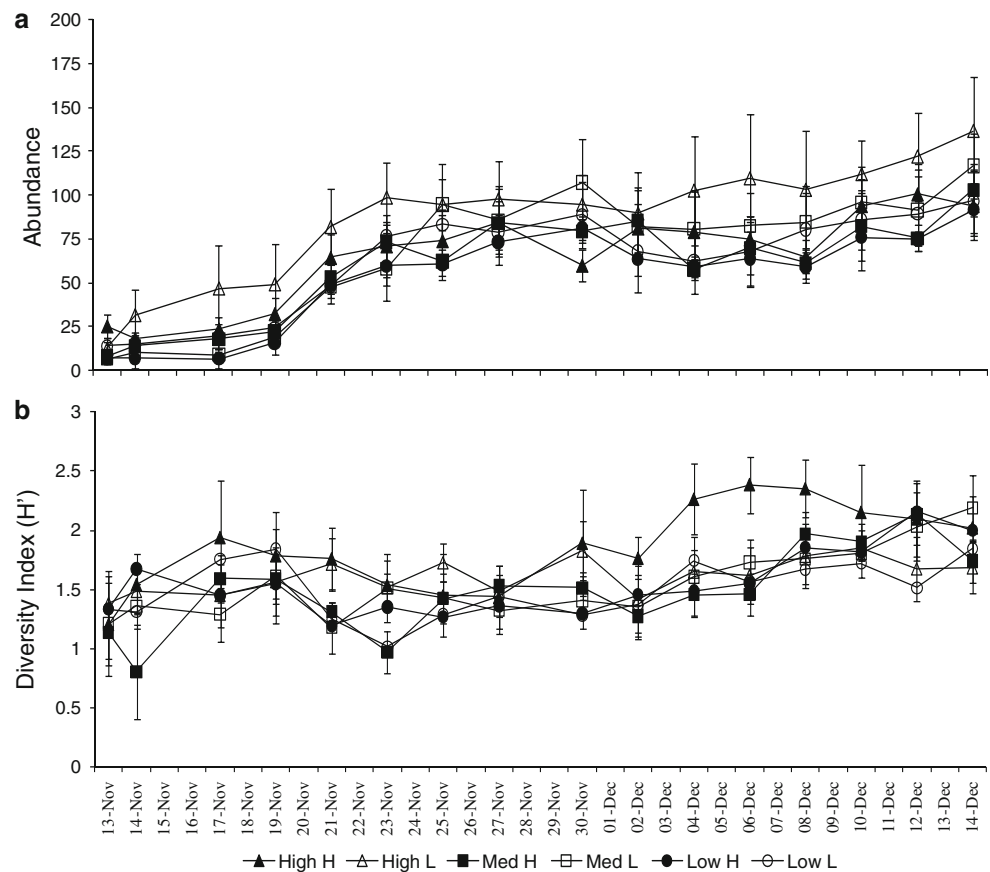 a
200
175
150
125
100
75
50
25
0
Abundance
b
3
2.5
2
1.5
1
0.5
0
Diversity Index (H')
13-Nov
14-Nov
15-Nov
16-Nov
17-Nov
18-Nov
19-Nov
20-Nov
21-Nov
22-Nov
23-Nov
24-Nov
25-Nov
26-Nov
27-Nov
28-Nov
29-Nov
30-Nov
01-Dec
02-Dec
03-Dec
04-Dec
05-Dec
06-Dec
07-Dec
08-Dec
09-Dec
10-Dec
11-Dec
12-Dec
13-Dec
14-Dec
High H High L Med H Med L Low H Low L